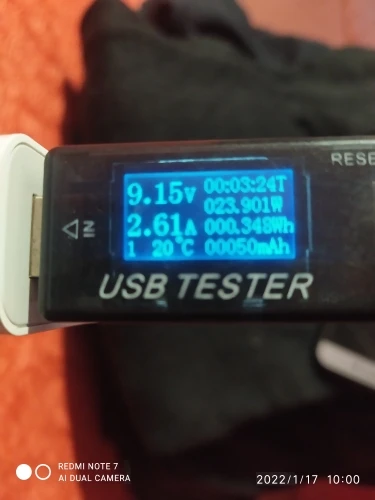 RESE
9.15V 00:03:24T
023.901W
2.61A 000.348Wh
1 20°C 00050mAh
IN
USB TESTER
REDMI NOTE 7
AI DUAL CAMERA
2022/1/17 10:00